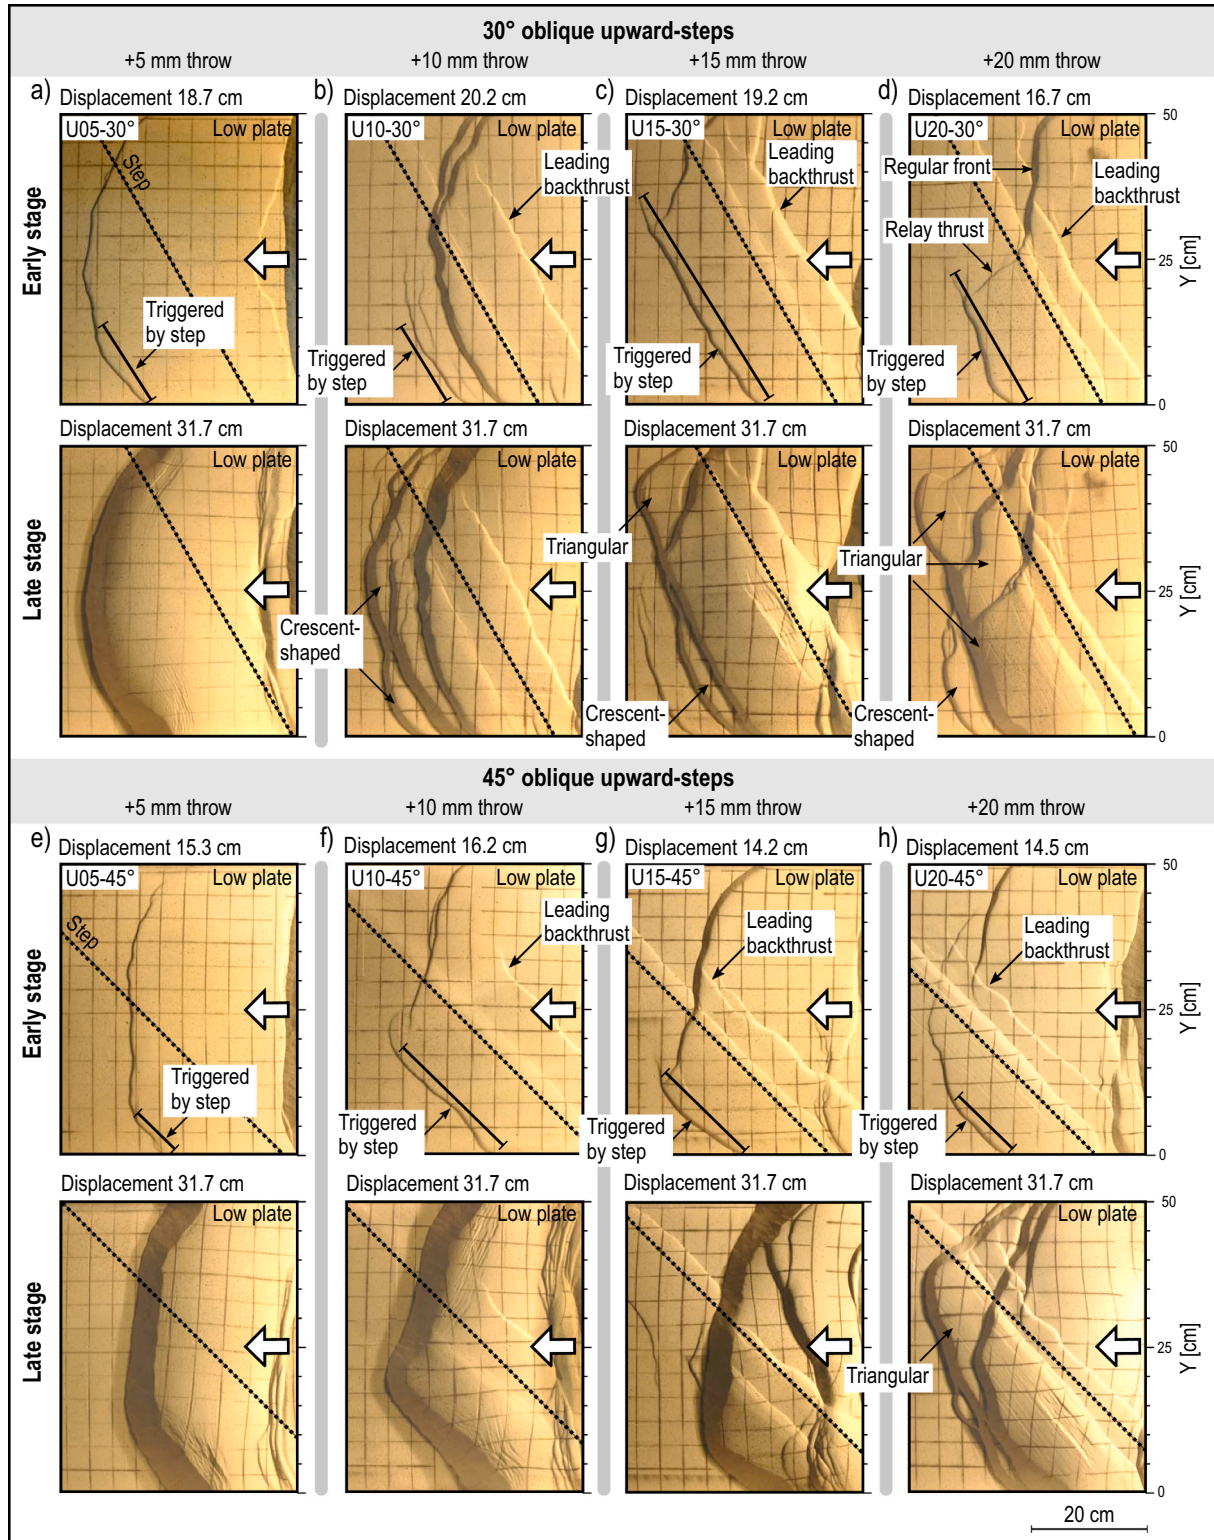 30° oblique upward-steps
+5 mm throw
+10 mm throw
+15 mm throw
+20 mm throw
Early stage
a)
Displacement 18.7 cm
U05-30°
Low plate
Step
Triggered
by step
b)
Displacement 20.2 cm
U10-30°
Low plate
Leading
backthrust
Triggered
by step
c)
Displacement 19.2 cm
U15-30°
Low plate
Leading
backthrust
Triggered
by step
d)
Displacement 16.7 cm
U20-30°
Low plate
Regular front
Leading
backthrust
Relay thrust
Triggered
by step
50
25
0
Y [cm]
Late stage
Displacement 31.7 cm
Low plate
Displacement 31.7 cm
Low plate
Crescent-
shaped
Displacement 31.7 cm
Low plate
Triangular
Crescent-
shaped
Displacement 31.7 cm
Low plate
Triangular
Crescent-
shaped
50
25
0
Y [cm]
45° oblique upward-steps
+5 mm throw
+10 mm throw
+15 mm throw
+20 mm throw
Early stage
e)
Displacement 15.3 cm
U05-45°
Low plate
Step
Triggered
by step
f)
Displacement 16.2 cm
U10-45°
Low plate
Leading
backthrust
Triggered
by step
g)
Displacement 14.2 cm
U15-45°
Low plate
Leading
backthrust
Triggered
by step
h)
Displacement 14.5 cm
U20-45°
Low plate
Leading
backthrust
Triggered
by step
50
25
0
Y [cm]
Late stage
Displacement 31.7 cm
Low plate
Displacement 31.7 cm
Low plate
Displacement 31.7 cm
Low plate
Displacement 31.7 cm
Low plate
Triangular
50
25
0
Y [cm]
20 cm